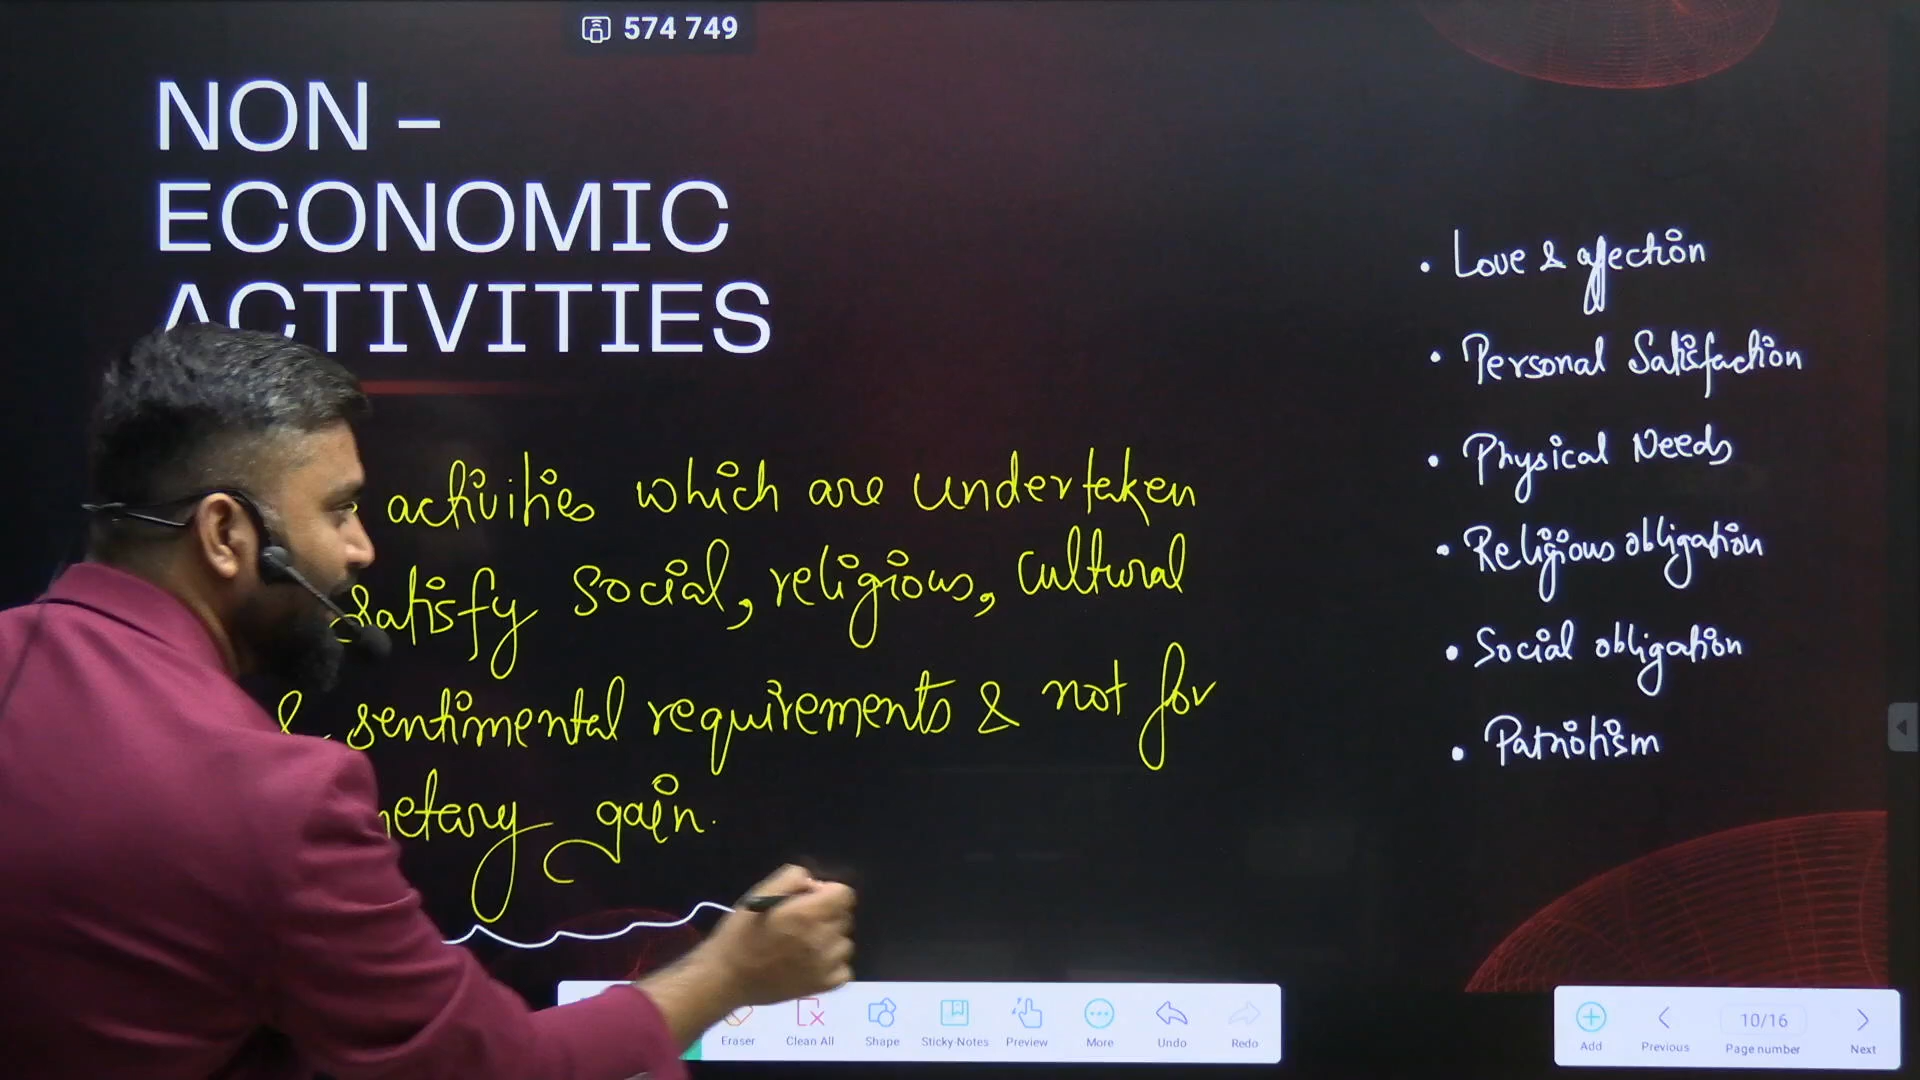 574 749
NON –
ECONOMIC
ACTIVITIES
activities which are undertaken
satisfy social, religious, cultural
& sentimental requirements & not for
netary gain.
• Love & affection
• Personal Satisfaction
• Physical Needs
• Religious obligation
• Social obligation
• Patriotism
Eraser Clean All Shape Sticky-Notes Preview More Undo Redo
10/16
Add Previous Page number Next